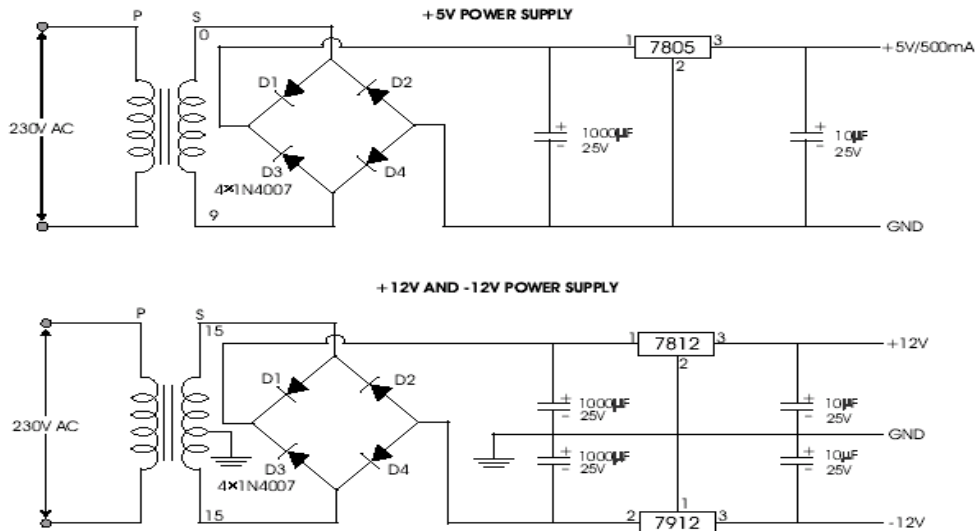 +5V POWER SUPPLY
P
S
0
1
7805
3
2
+5V/500mA
D1
D2
230V AC
+
1000µF
-
25V
+
10µF
-
25V
D3
D4
4×1N4007
9
GND
+12V AND -12V POWER SUPPLY
P
S
15
1
7812
3
2
+12V
D1
D2
+
1000µF
-
25V
+
10µF
-
25V
230V AC
GND
D3
D4
4×1N4007
+
1000µF
-
25V
+
10µF
-
25V
15
1
2
7912
3
-12V